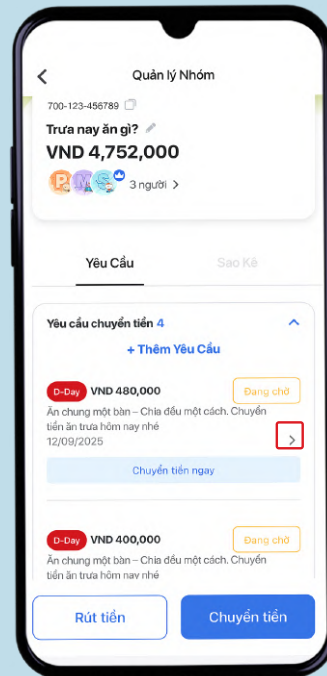 Quản lý Nhóm
700-123-456789
Trưa nay ăn gì?
VND 4,752,000
P M S 3 người >
Yêu Cầu Sao Kê
Yêu cầu chuyển tiền 4
+ Thêm Yêu Cầu
D-Day VND 480,000 Đang chờ
Ăn chung một bàn – Chia đều một cách. Chuyển
tiền ăn trưa hôm nay nhé
12/09/2025
Chuyển tiền ngay
D-Day VND 400,000 Đang chờ
Ăn chung một bàn – Chia đều một cách. Chuyển
tiền ăn trưa hôm nay nhé
Rút tiền Chuyển tiền